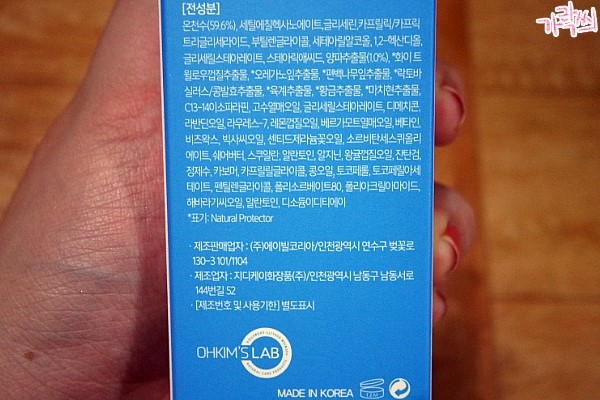 가락씨
[전성분]
온천수(59.6%), 세틸에칠헥사노에이트,글리세린,카프릴릭/카프릭
트리글리세라이드, 부틸렌글라이콜, 세테아릴알코올, 1,2-헥산디올,
글리세릴스테아레이트, 스테아릭애씨드, 양파추출물(1.0%), *화이트
윌로우껍질추출물, *오레가노잎추출물, *편백나무잎추출물, *락토바
실러스/콩발효추출물, *육계추출물, *황금추출물, *마치현추출물,
C13-14이소파라핀, 고수열매오일, 글리세릴스테아레이트, 디메치콘,
라반딘오일, 라우레스-7, 레몬껍질오일, 베르가모트열매오일, 베타인,
비즈왁스, 빅사씨오일, 센티드제라늄꽃오일, 소르비탄세스퀴올리
에이트, 쉐어버터, 스쿠알란, 알란토인, 알지닌, 왕귤껍질오일, 잔탄검,
정제수, 카보머, 카프릴릴글라이콜, 콩오일, 토코페롤, 토코페릴아세
테이트, 펜틸렌글라이콜, 폴리소르베이트80, 폴리아크릴아마이드,
해바라기씨오일, 알란토인, 디소듐이디티에이
*표기: Natural Protector
· 제조판매업자 : (주)에이빌코리아/인천광역시 연수구 벚꽃로
130-3 101/1104
· 제조업자 : 지디케이화장품(주)/인천광역시 남동구 남동서로
144번길 52
· [제조번호 및 사용기한] 별도표시
OHKIM'S LAB
MADE IN KOREA